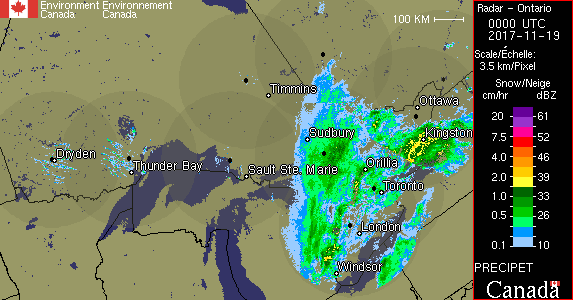 Environment Environnement
Canada Canada
100 KM
Timmins
Ottawa
Sudbury
Kingston
Dryden
Thunder Bay
Sault Ste. Marie
Orillia
Toronto
London
Windsor
Radar - Ontario
0000 UTC
2017-11-19
Scale/Échelle:
3.5 km/Pixel
Snow/Neige
cm/hr dBZ
20 61
7.5 52
4.0 46
2.0 39
1.0 33
0.5 26
0.1 10
PRECIPET
Canada